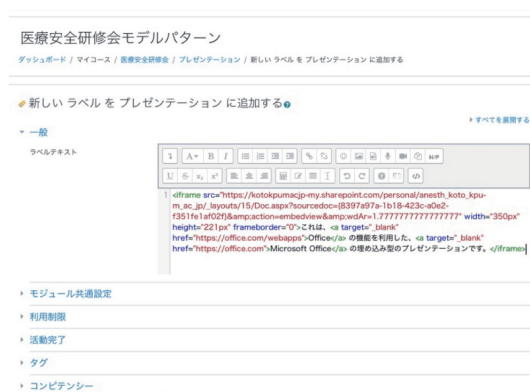 医療安全研修会モデルパターン
ダッシュボード / マイコース / 医療安全研修会 / プレゼンテーション / 新しい ラベル を プレゼンテーション に追加する
新しい ラベル を プレゼンテーション に追加する
すべてを展開する
一般
ラベルテキスト
A B I H-P
U S x₂ x² </>
1 <iframe src="https://kotokpumacjp-my.sharepoint.com/personal/anesth_koto_kpu-
m_ac_jp/_layouts/15/Doc.aspx?sourcedoc={8397a97a-1b18-423c-a0e2-
f351fe1af02f}&amp;action=embedview&amp;wdAr=1.7777777777777777" width="350px"
height="221px" frameborder="0">これは、<a target="_blank"
href="https://office.com/webapps">Office</a> の機能を利用した、<a target="_blank"
href="https://office.com">Microsoft Office</a> の埋め込み型のプレゼンテーションです。</iframe>
モジュール共通設定
利用制限
活動完了
タグ
コンピテンシー